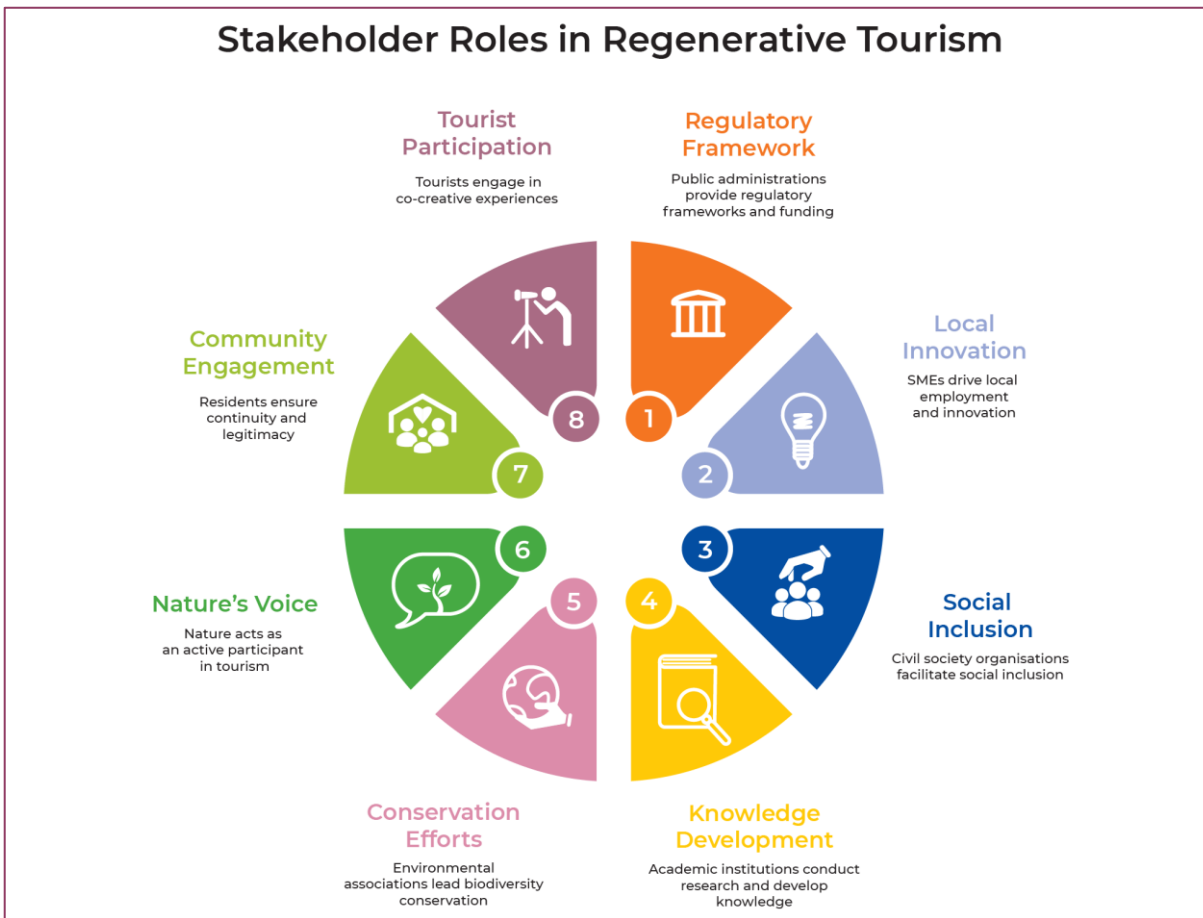 Stakeholder Roles in Regenerative Tourism
Tourist
Participation
Tourists engage in
co-creative experiences
Regulatory
Framework
Public administrations
provide regulatory
frameworks and funding
Local
Innovation
SMEs drive local
employment
and innovation
Social
Inclusion
Civil society organisations
facilitate social inclusion
Knowledge
Development
Academic institutions conduct
research and develop
knowledge
Conservation
Efforts
Environmental
associations lead biodiversity
conservation
Nature's Voice
Nature acts as
an active participant
in tourism
Community
Engagement
Residents ensure
continuity and
legitimacy
1
2
3
4
5
6
7
8